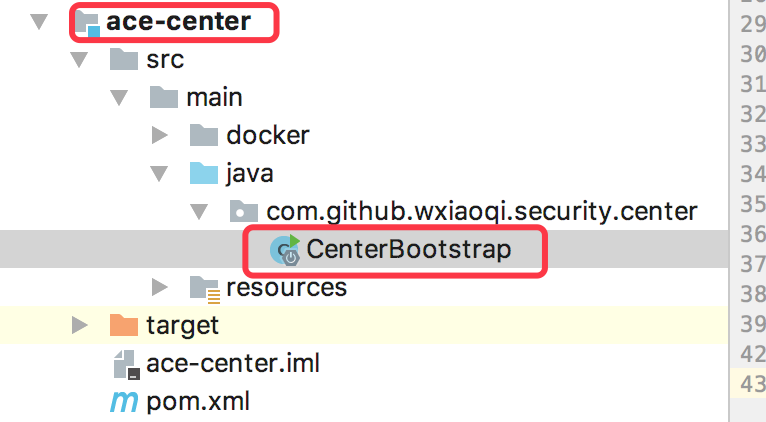 ace-center
src
main
docker
java
com.github.wxiaoqi.security.center
CenterBootstrap
resources
target
ace-center.iml
pom.xml
29
30
31
32
33
34
35
36
37
38
39
42
43